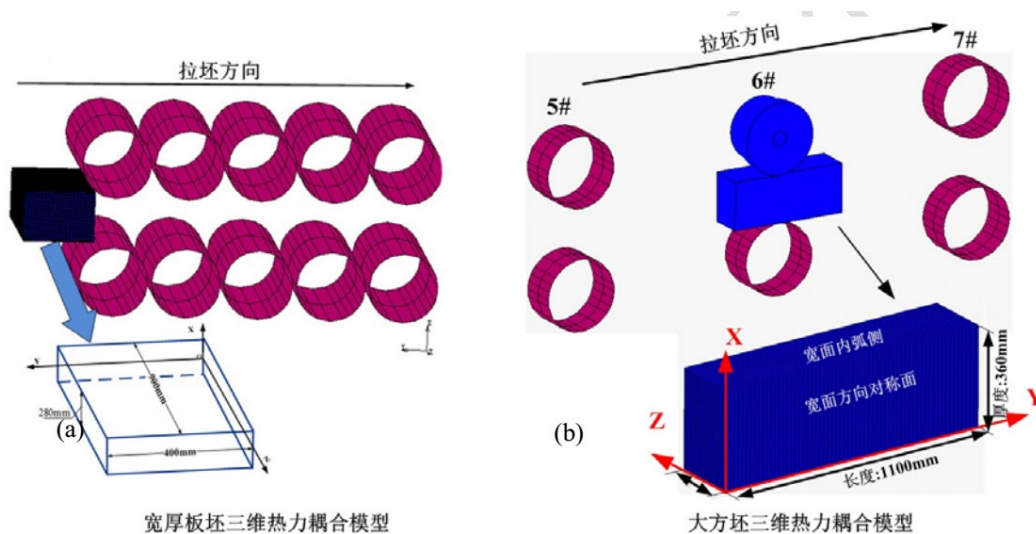 拉坯方向
X
Y
O
Z
280mm
900mm
400mm
(a)
宽厚板坯三维热力耦合模型
拉坯方向
5#
6#
7#
X
Y
Z
宽面内弧侧
宽面方向对称面
厚度:360mm
长度:1100mm
(b)
大方坯三维热力耦合模型